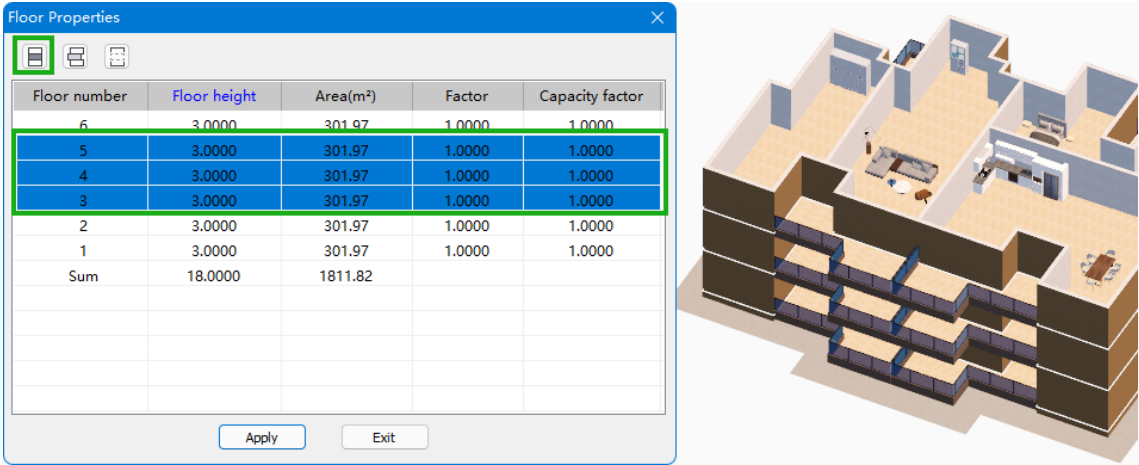 Floor Properties
Floor number Floor height Area(m²) Factor Capacity factor
6 3.0000 301.97 1.0000 1.0000
5 3.0000 301.97 1.0000 1.0000
4 3.0000 301.97 1.0000 1.0000
3 3.0000 301.97 1.0000 1.0000
2 3.0000 301.97 1.0000 1.0000
1 3.0000 301.97 1.0000 1.0000
Sum 18.0000 1811.82
Apply Exit